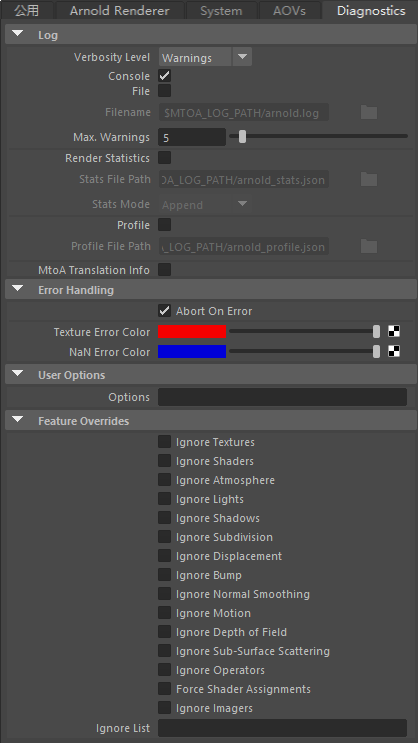 公用 Arnold Renderer System AOVs Diagnostics
Log
Verbosity Level Warnings
Console
File
Filename $MTOA_LOG_PATH/arnold.log
Max. Warnings 5
Render Statistics
Stats File Path OA_LOG_PATH/arnold_stats.json
Stats Mode Append
Profile
Profile File Path _LOG_PATH/arnold_profile.json
MtoA Translation Info
Error Handling
Abort On Error
Texture Error Color
NaN Error Color
User Options
Options
Feature Overrides
Ignore Textures
Ignore Shaders
Ignore Atmosphere
Ignore Lights
Ignore Shadows
Ignore Subdivision
Ignore Displacement
Ignore Bump
Ignore Normal Smoothing
Ignore Motion
Ignore Depth of Field
Ignore Sub-Surface Scattering
Ignore Operators
Force Shader Assignments
Ignore Imagers
Ignore List